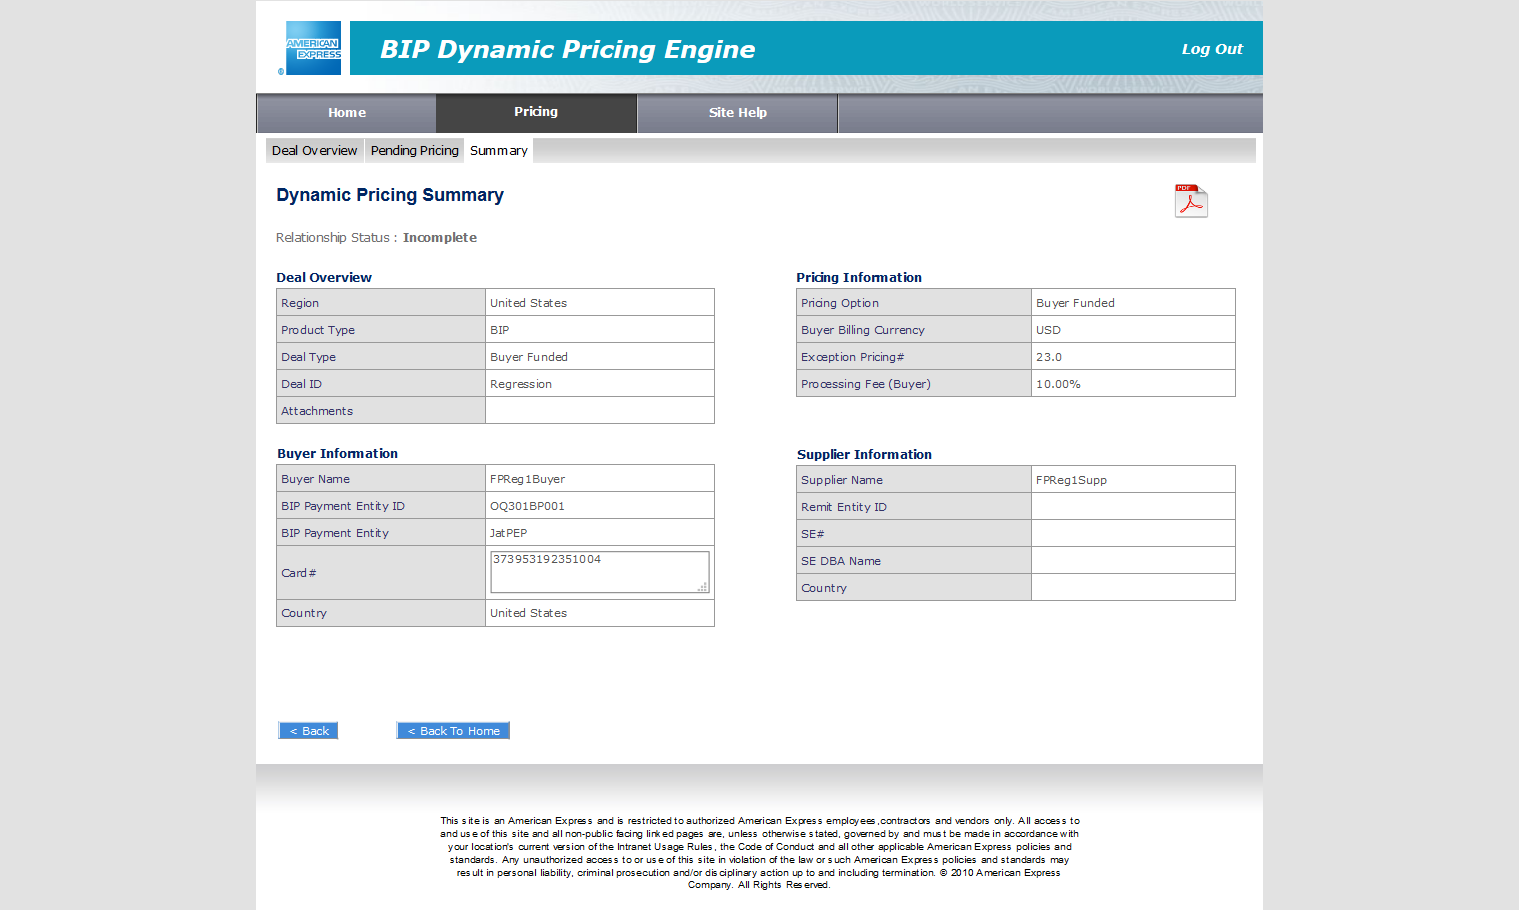 AMERICAN
EXPRESS
®
BIP Dynamic Pricing Engine
Log Out
Home
Pricing
Site Help
Deal Overview
Pending Pricing
Summary
Dynamic Pricing Summary
PDF
Relationship Status : Incomplete
Deal Overview
Region United States
Product Type BIP
Deal Type Buyer Funded
Deal ID Regression
Attachments
Pricing Information
Pricing Option Buyer Funded
Buyer Billing Currency USD
Exception Pricing# 23.0
Processing Fee (Buyer) 10.00%
Buyer Information
Buyer Name FPReg1Buyer
BIP Payment Entity ID OQ301BP001
BIP Payment Entity JatPEP
Card# 373953192351004
Country United States
Supplier Information
Supplier Name FPReg1Supp
Remit Entity ID
SE#
SE DBA Name
Country
< Back
< Back To Home
This site is an American Express and is restricted to authorized American Express employees,contractors and vendors only. All access to
and use of this site and all non-public facing linked pages are, unless otherwise stated, governed by and must be made in accordance with
your location's current version of the Intranet Usage Rules, the Code of Conduct and all other applicable American Express policies and
standards. Any unauthorized access to or use of this site in violation of the law or such American Express policies and standards may
result in personal liability, criminal prosecution and/or disciplinary action up to and including termination. © 2010 American Express
Company. All Rights Reserved.